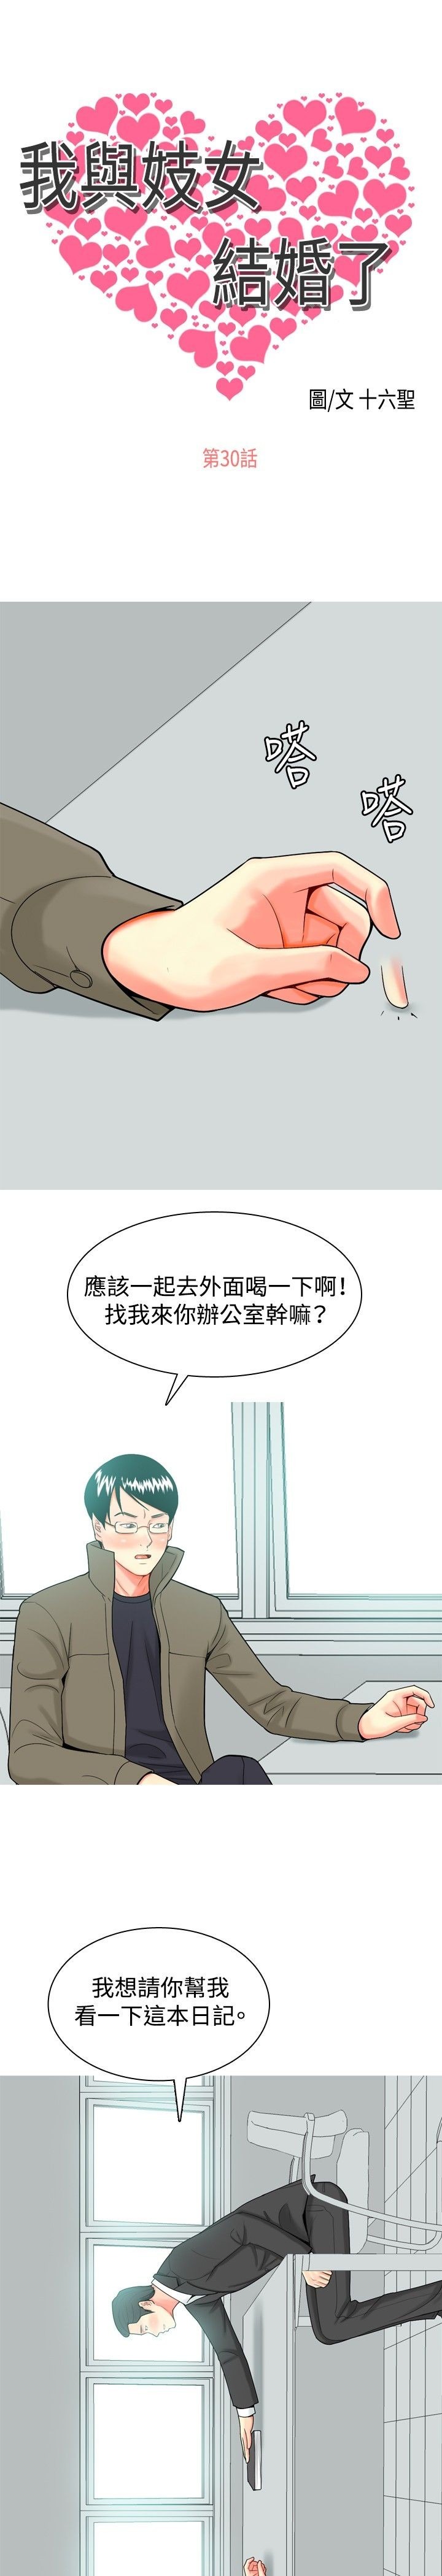 我與妓女
結婚了
圖/文 十六聖
第30話
嗒
嗒
應該一起去外面喝一下啊!
找我來你辦公室幹嘛?
我想請你幫我
看一下這本日記。